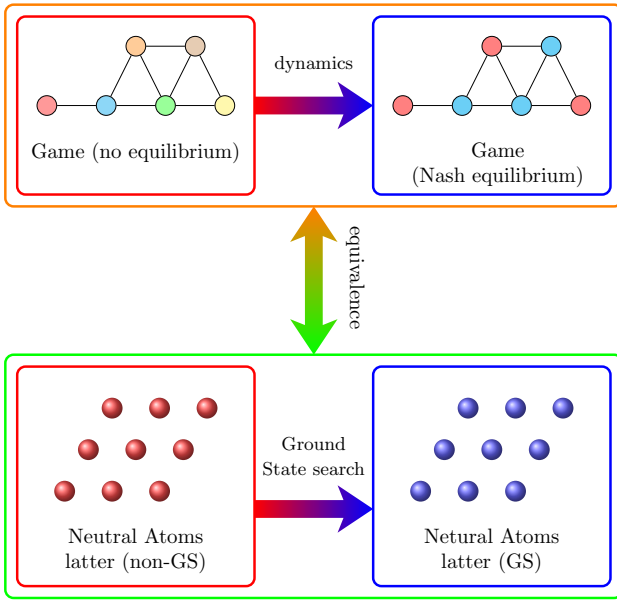 dynamics
Game (no equilibrium)
Game
(Nash equilibrium)
equivalence
Ground
State search
Neutral Atoms
latter (non-GS)
Netural Atoms
latter (GS)